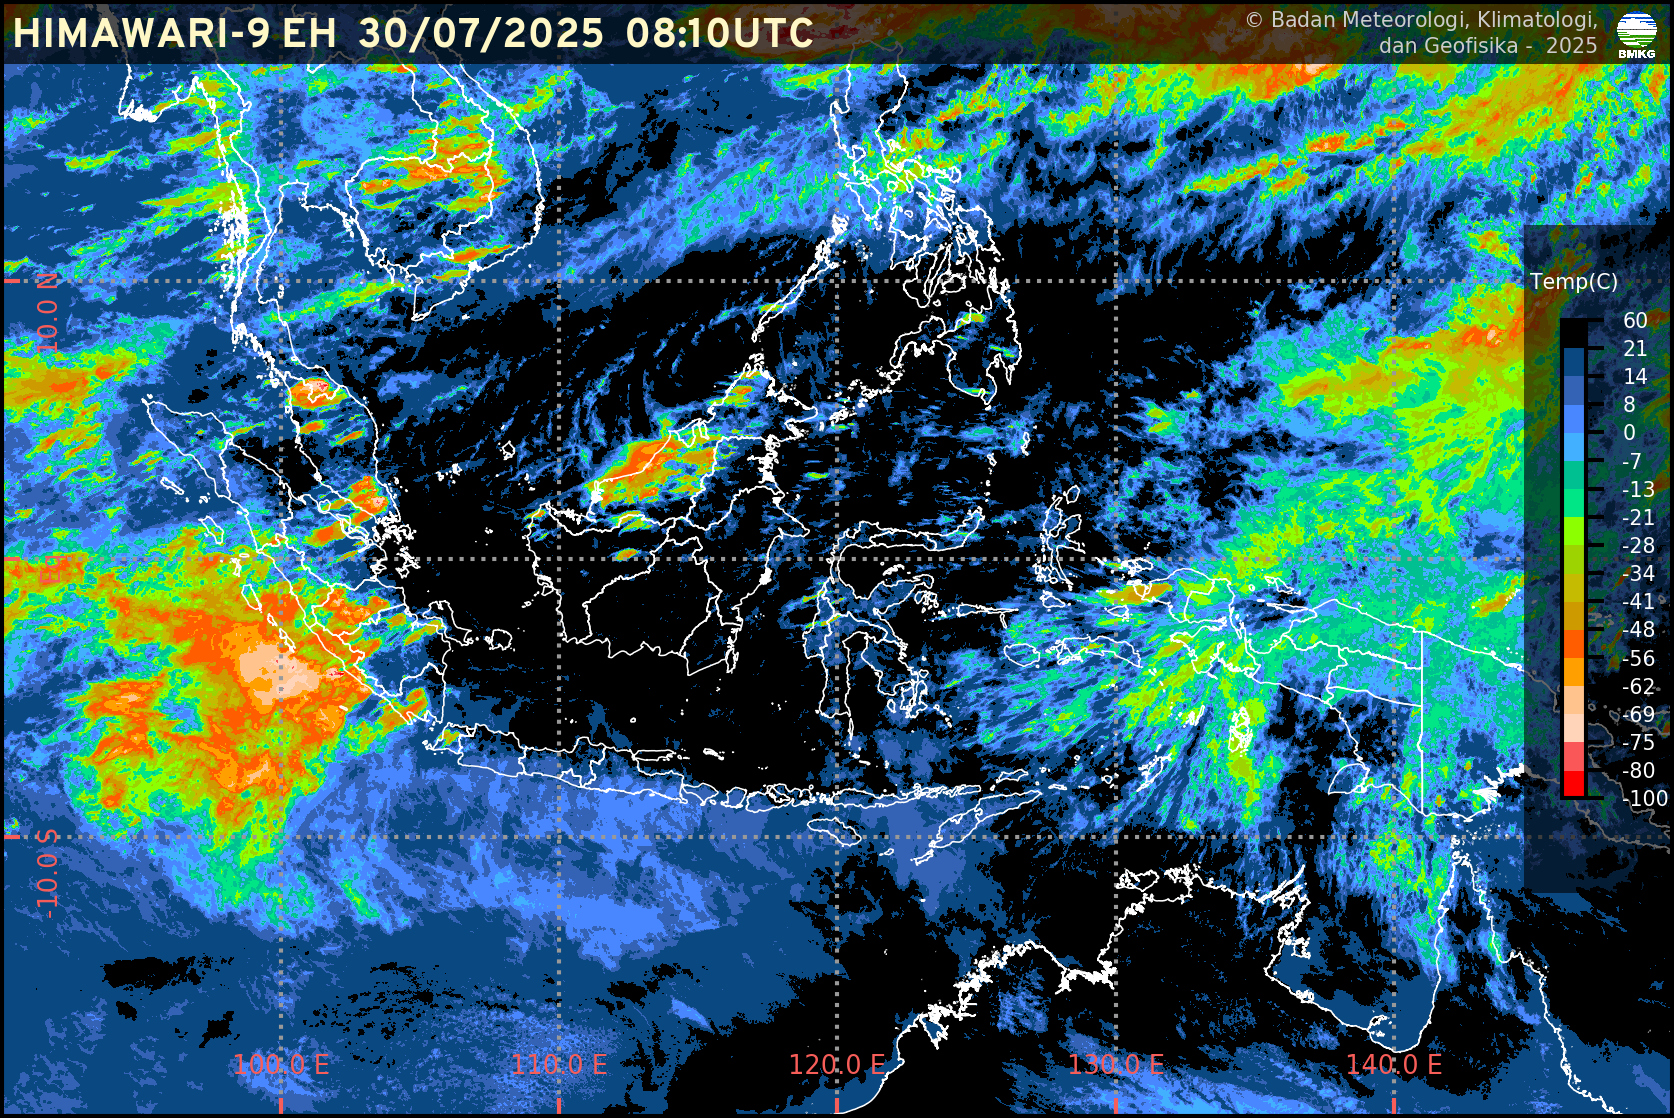 HIMAWARI-9 EH 30/07/2025 08:10UTC
© Badan Meteorologi, Klimatologi,
dan Geofisika - 2025
BMKG
Temp(C)
60
21
14
8
0
-7
-13
-21
-28
-34
-41
-48
-56
-62
-69
-75
-80
-100
10.0 N
-10.0 S
100.0 E
110.0 E
120.0 E
130.0 E
140.0 E